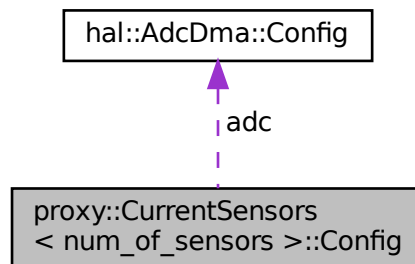 hal::AdcDma::Config
adc
proxy::CurrentSensors
< num_of_sensors >::Config